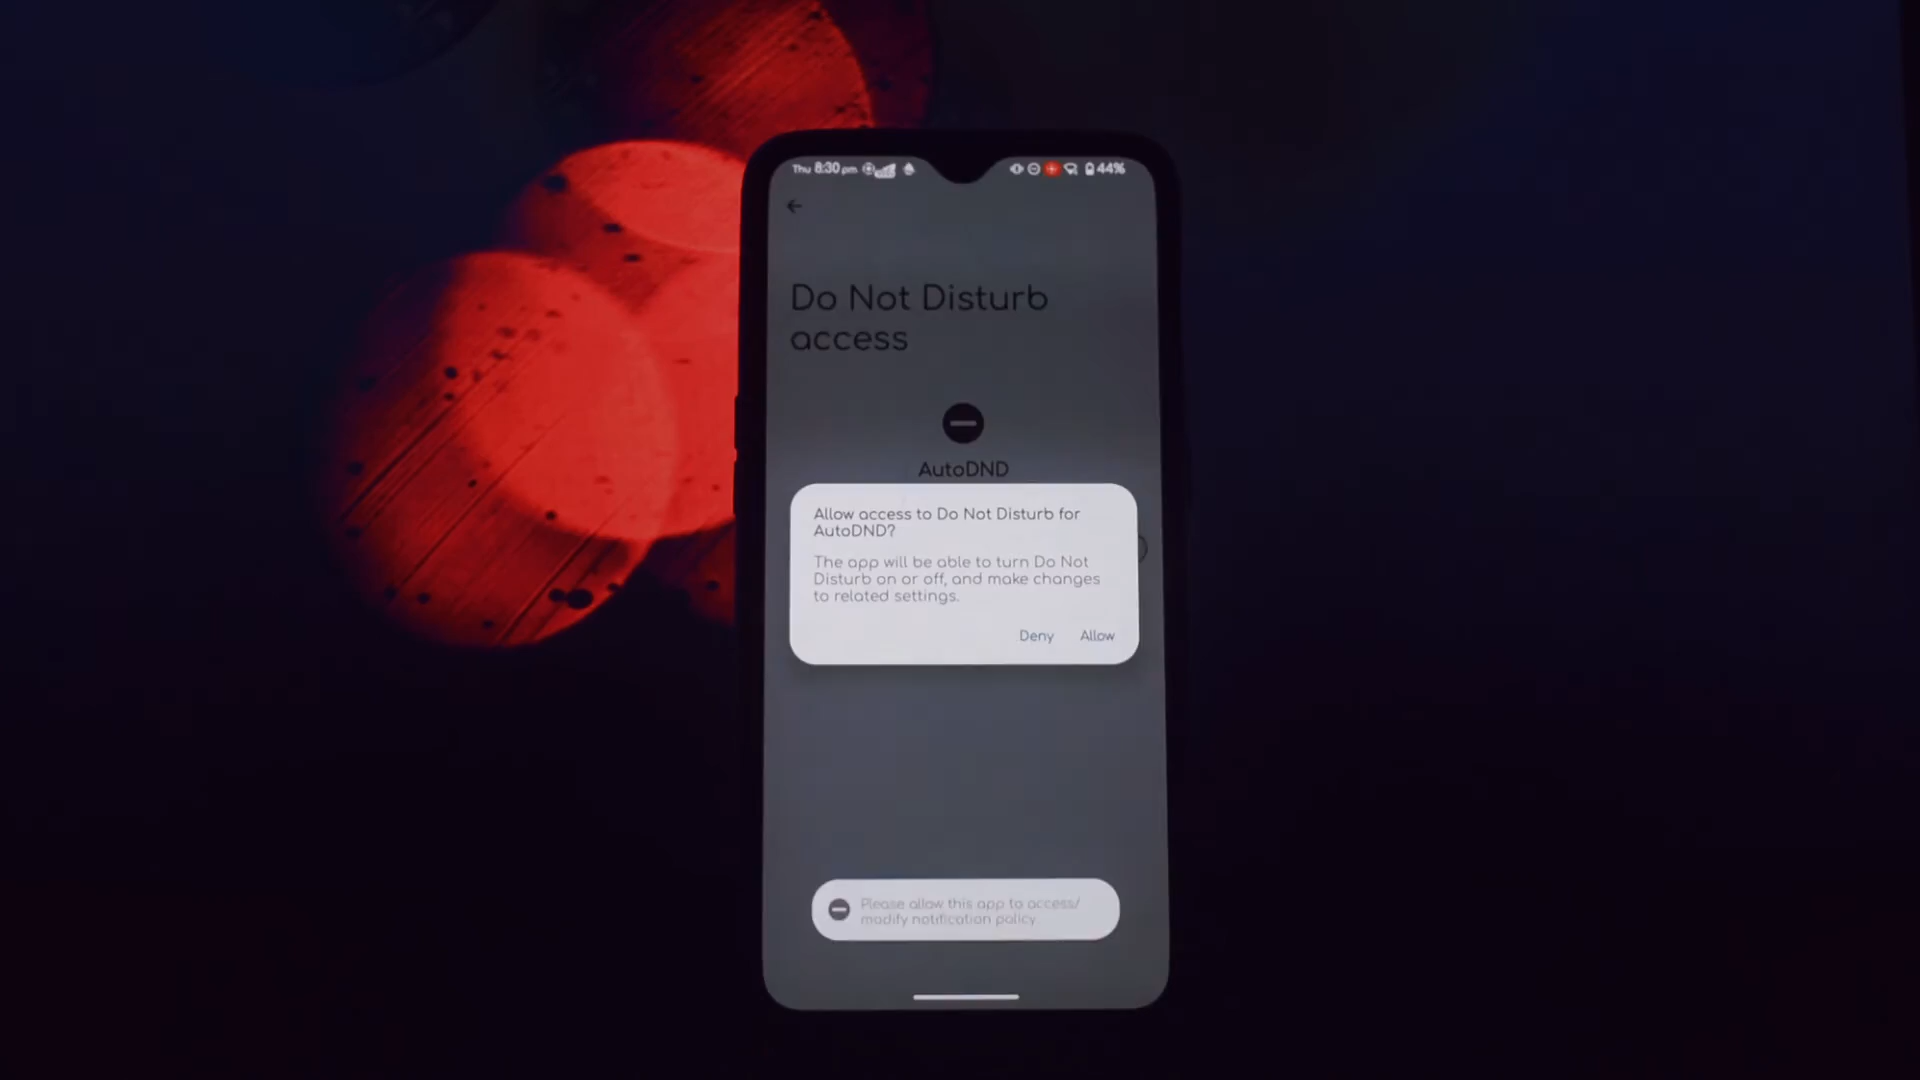 Thu 8:30 pm 44%
Do Not Disturb
access
AutoDND
Allow access to Do Not Disturb for
AutoDND?
The app will be able to turn Do Not
Disturb on or off, and make changes
to related settings.
Deny Allow
Please allow this app to access/
modify notification policy